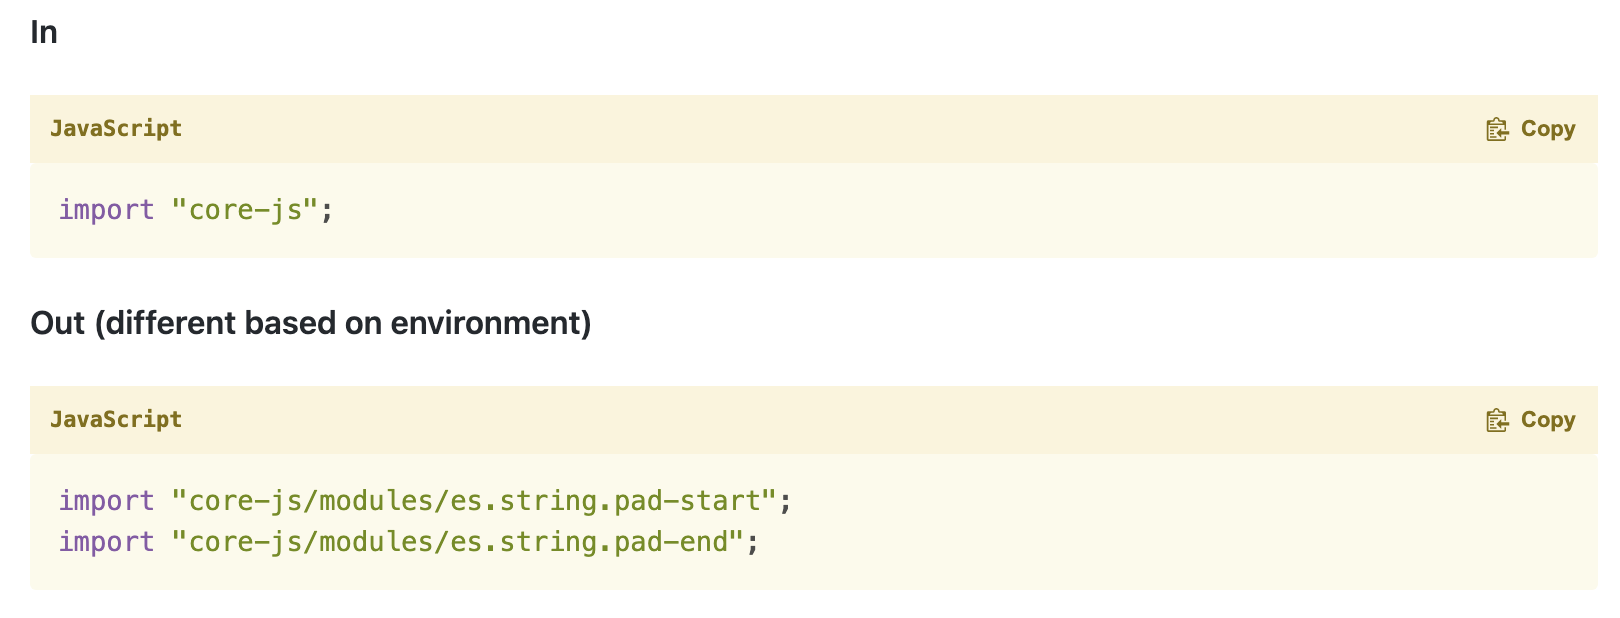 In
JavaScript
Copy
import "core-js";
Out (different based on environment)
JavaScript
Copy
import "core-js/modules/es.string.pad-start";
import "core-js/modules/es.string.pad-end";